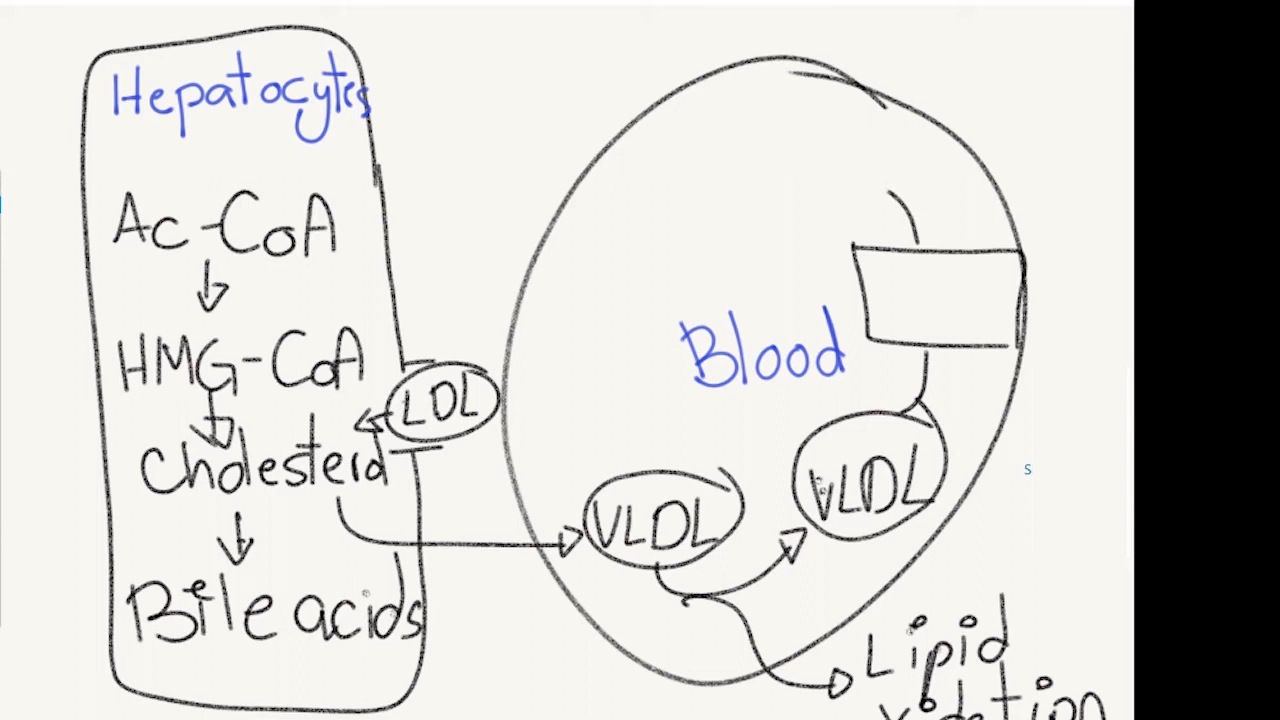 Hepatocytes
Ac-CoA
HMG-CoA
LDL
Cholesterol
Bile acids
Blood
VLDL
VLDL
Lipid
s